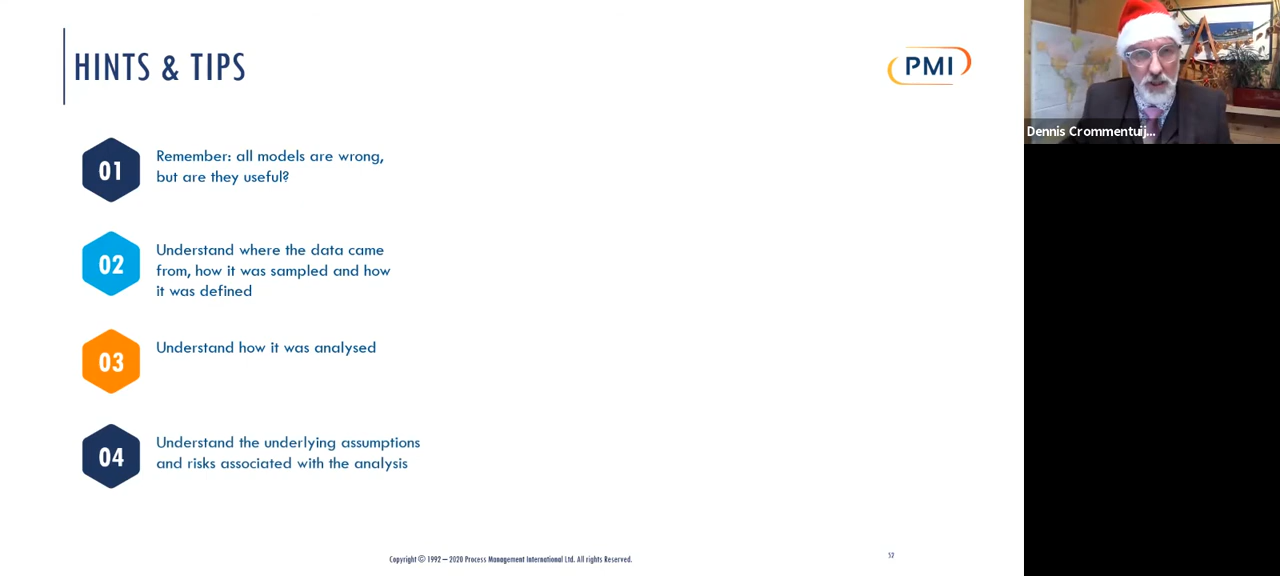 HINTS & TIPS
PMI
01
Remember: all models are wrong,
but are they useful?
02
Understand where the data came
from, how it was sampled and how
it was defined
03
Understand how it was analysed
04
Understand the underlying assumptions
and risks associated with the analysis
Copyright © 1992 – 2020 Process Management International Ltd. All rights Reserved.
52
Dennis Crommentuij...